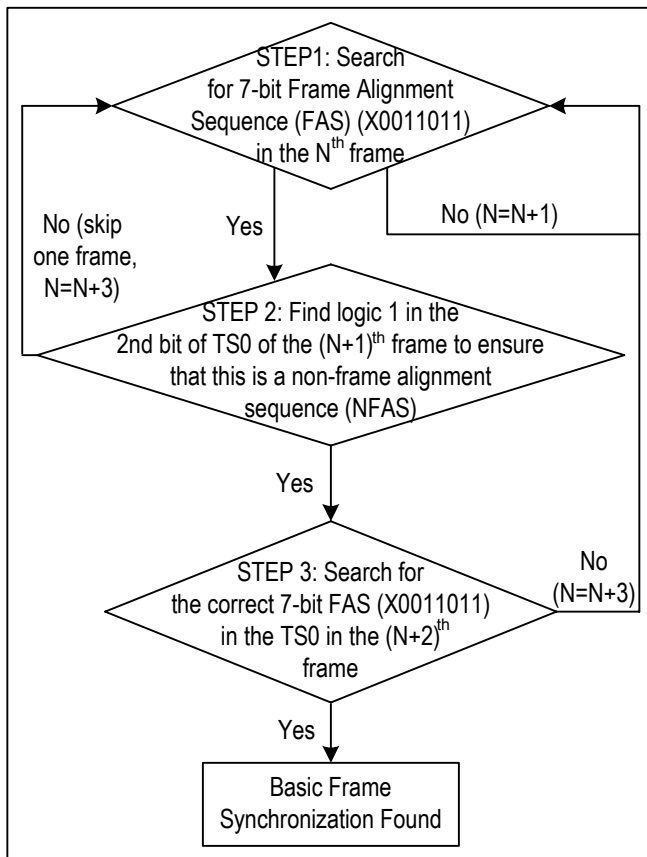 STEP1: Search
for 7-bit Frame Alignment
Sequence (FAS) (X0011011)
in the Nth frame
No (skip
one frame,
N=N+3)
Yes
No (N=N+1)
STEP 2: Find logic 1 in the
2nd bit of TS0 of the (N+1)th frame to ensure
that this is a non-frame alignment
sequence (NFAS)
Yes
STEP 3: Search for
the correct 7-bit FAS (X0011011)
in the TS0 in the (N+2)th
frame
No
(N=N+3)
Yes
Basic Frame
Synchronization Found